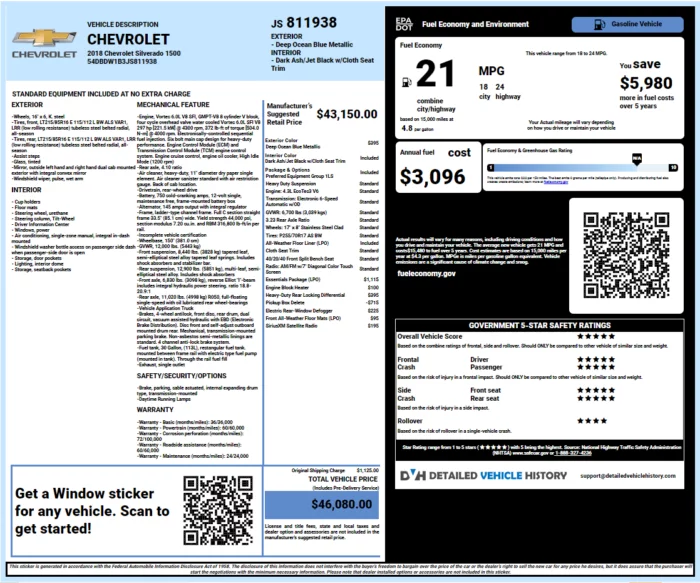 CHEVROLET
VEHICLE DESCRIPTION
CHEVROLET
2018 Chevrolet Silverado 1500
54DBDW1B3JS811938
JS 811938
EXTERIOR
- Deep Ocean Blue Metallic
INTERIOR
- Dark Ash/Jet Black w/Cloth Seat
Trim
STANDARD EQUIPMENT INCLUDED AT NO EXTRA CHARGE
EXTERIOR
-Wheels, 16" x 6, K. steel
-Tires, front, LT215/85R16 E 115/112 L BW ALS VAR1,
LRR (low rolling resistance) tubeless steel belted radial,
all-season
-Tires, rear, LT215/85R16 E 115/112 L BW ALS VAR1, LRR
(low rolling resistance) tubeless steel belted radial, all-
season
-Assist steps
-Glass, tinted
-Mirror, outside left hand and right hand dual cab mounted
exterior with integral convex mirror
-Windshield wiper, pulse, wet arm
INTERIOR
- Cup holders
- Floor mats
- Steering wheel, urethane
- Steering column, Tilt-Wheel
- Driver Information Center
- Windows, power
- Air conditioning, single-zone manual, integral in-dash
mounted
-Windshield washer bottle access on passenger side dash
when passenger-side door is open
- Storage, door pockets
- Lighting, interior dome
- Storage, seatback pockets
MECHANICAL FEATURE
-Engine, Vortec 6.0L V8 SFI, GMPT-V8 8 cylinder V block,
four cycle overhead valve water cooled Vortec 6.0L, SFI V8
297 hp [221.5 kW] @ 4300 rpm, 372 lb-ft of torque [504.0
N-m] @ 4000 rpm. Electronically-controlled sequential
port fuel injection. Six bolt main cap design for heavy-duty
performance. Engine Control Module (ECM) and
Transmission Control Module (TCM) engine control
system. Engine cruise control, engine oil cooler, High Idle
Mode (1200 rpm)
-Rear axle, 4.10 ratio
-Air cleaner, heavy-duty, 11" diameter dry paper single
element. Air cleaner canister standard with air restriction
gauge. Back of cab location.
-Drivetrain, rear-wheel drive
-Battery, 750 cold-cranking amps, 12-volt single,
maintenance free, frame-mounted battery box
-Alternator, 145 amps output with integral regulator
-Frame, ladder-type channel frame. Full C section straight
frame 33.5" (85.1 cm) wide. Yield strength 44,000 psi,
section modulus 7.20 cu.in. and RBM 316,800 lb-ft/in per
rail.
-Incomplete vehicle certification
-Wheelbase, 150" (381.0 cm)
-GVWR, 12,000 lbs. (5443 kg)
-Front suspension, 8,440 lbs. (3828 kg) tapered leaf,
semi-elliptical steel alloy tapered leaf springs. Includes
shock absorbers and stabilizer bar.
-Rear suspension, 12,900 lbs. (5851 kg), multi-leaf, semi-
elliptical steel alloy. Includes shock absorbers
-Front axle, 6,830 lbs. (3098 kg), reverse Elliot 'I'-beam
includes integral hydraulic power steering, ratio 18.8-
20.9:1
-Rear axle, 11,020 lbs. (4998 kg) R050, full-floating
single-speed with oil lubricated rear wheel-bearings
-Vehicle Application Truck
-Brakes, 4-wheel antilock, front disc, rear drum, dual
circuit, vacuum assisted hydraulics with EBD (Electronic
Brake Distribution). Disc front and self-adjust outboard
mounted drum rear. Mechanical, transmission-mounted
parking brake. Non-asbestos semi-metallic linings are
standard. 4 channel anti-lock brake system.
-Fuel tank, 30 Gallon, (113L), rectangular fuel tank,
mounted between frame rail with electric type fuel pump
(mounted in tank). Through the rail fuel fill
-Exhaust, single outlet
SAFETY/SECURITY/OPTIONS
-Brake, parking, cable actuated, internal expanding drum
type, transmission-mounted
-Daytime Running Lamps
WARRANTY
-Warranty - Basic (months/miles): 36/36,000
-Warranty - Powertrain (months/miles): 60/60,000
-Warranty - Corrosion perforation (months/miles):
72/100,000
-Warranty - Roadside assistance (months/miles):
60/60,000
-Warranty - Maintenance (months/miles): 24/24,000
Manufacturer's
Suggested
Retail Price
$43,150.00
Exterior Color
Deep Ocean Blue Metallic $395
Interior Color
Dark Ash/Jet Black w/Cloth Seat Trim Included
Package & Options
Preferred Equipment Group 1LS Included
Heavy Duty Suspension Standard
Engine: 4.3L EcoTec3 V6 Standard
Transmission: Electronic 6-Speed
Automatic w/OD Standard
GVWR: 6,700 lbs (3,039 kgs) Standard
3.23 Rear Axle Ratio Standard
Wheels: 17" x 8" Stainless Steel Clad Standard
Tires: P255/70R17 AS BW Standard
All-Weather Floor Liner (LPO) Included
Cloth Seat Trim Standard
40/20/40 Front Split Bench Seat Standard
Radio: AM/FM w/7" Diagonal Color Touch
Screen Standard
Essentials Package (LPO) $1,115
Engine Block Heater $100
Heavy-Duty Rear Locking Differential $395
Pickup Box Delete -$715
Electric Rear-Window Defogger $225
Front All-Weather Floor Mats (LPO) $95
SiriusXM Satellite Radio $195
Original Shipping Charge $1,125.00
TOTAL VEHICLE PRICE
(Includes Pre-Delivery Service)
$46,080.00
License and title fees, state and local taxes and
dealer option and accessories are not included in the
manufacturer's suggested retail price.
Get a Window sticker
for any vehicle. Scan to
get started!
EPA
DOT
Fuel Economy and Environment
Gasoline Vehicle
Fuel Economy
21
MPG
18 24
city highway
combine
city/highway
based on 15,000 miles at
4.8 per gallon
This vehicle range from 18 to 24 MPG.
Your Actual mileage will vary depending
on how you drive or maintain your vehicle
You save
$5,980
more in fuel costs
over 5 years
Annual fuel cost
$3,096
Fuel Economy & Greenhouse Gas Rating
N/A
1
10
Actual results will far many reasons, including driving conditions and how
you drive and maintain your vehicle. The average new vehicle gets 21 MPG and
costs$15,480 to fuel over 5 years. Cost estimates are based on 15,000 miles per
year at $4.3 per gallon. MPGe in miles per gasoline gallon equivalent. Vehicle
emissions are a significant cause of climate change and smog.
fueleconomy.gov
GOVERNMENT 5-STAR SAFETY RATINGS
Overall Vehicle Score ★★★★★
Based on the combine ratings of frontal, side and rollover. Should ONLY be compared to other vehicle of similar size and weight.
Frontal Driver ★★★★★
Crash Passenger ★★★★★
Based on the risk of injury in a frontal impact. Should ONLY be compared to other vehicle of similar size and weight.
Side Front seat ★★★★★
Crash Rear seat ★★★★★
Based on the risk of injury in a side impact.
Rollover ★★★★
Based on the risk of rollover in a single-vehicle crash.
Star Rating range from 1 to 5 stars (★★★★★) with 5 being the highest. Source: National Highway Traffic Safety Administration
(NHTSA) www.safecar.gov or 1-888-327-4236
DVH DETAILED VEHICLE HISTORY
support@detailedvehiclehistory.com
This sticker is generated in accordance with the Federal Automobile Information Disclosure Act of 1958. The disclosure of this information does not interfere with the buyer's freedom to bargain over the price of the car or the dealer's right to sell the new car for any price he desires, but it does assure that the purchaser will
start the negotiations with the minimum necessary information. Please note that dealer installed options or accessories are not included in this sticker.